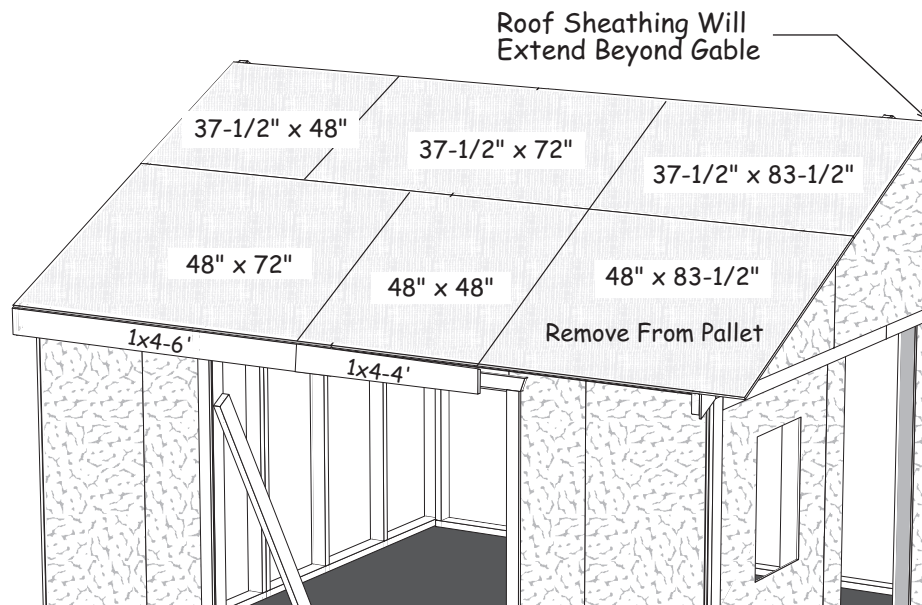 Roof Sheathing Will
Extend Beyond Gable
37-1/2" x 48"
37-1/2" x 72"
37-1/2" x 83-1/2"
48" x 72"
48" x 48"
48" x 83-1/2"
Remove From Pallet
1x4-6'
1x4-4'